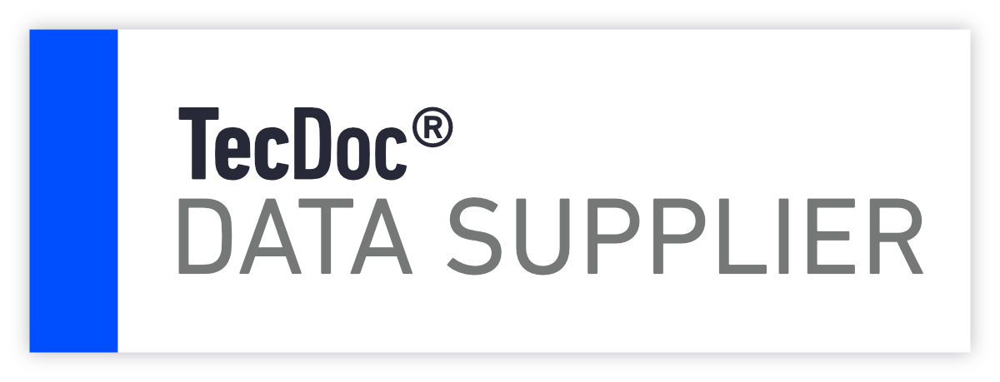 TecDoc®
DATA SUPPLIER